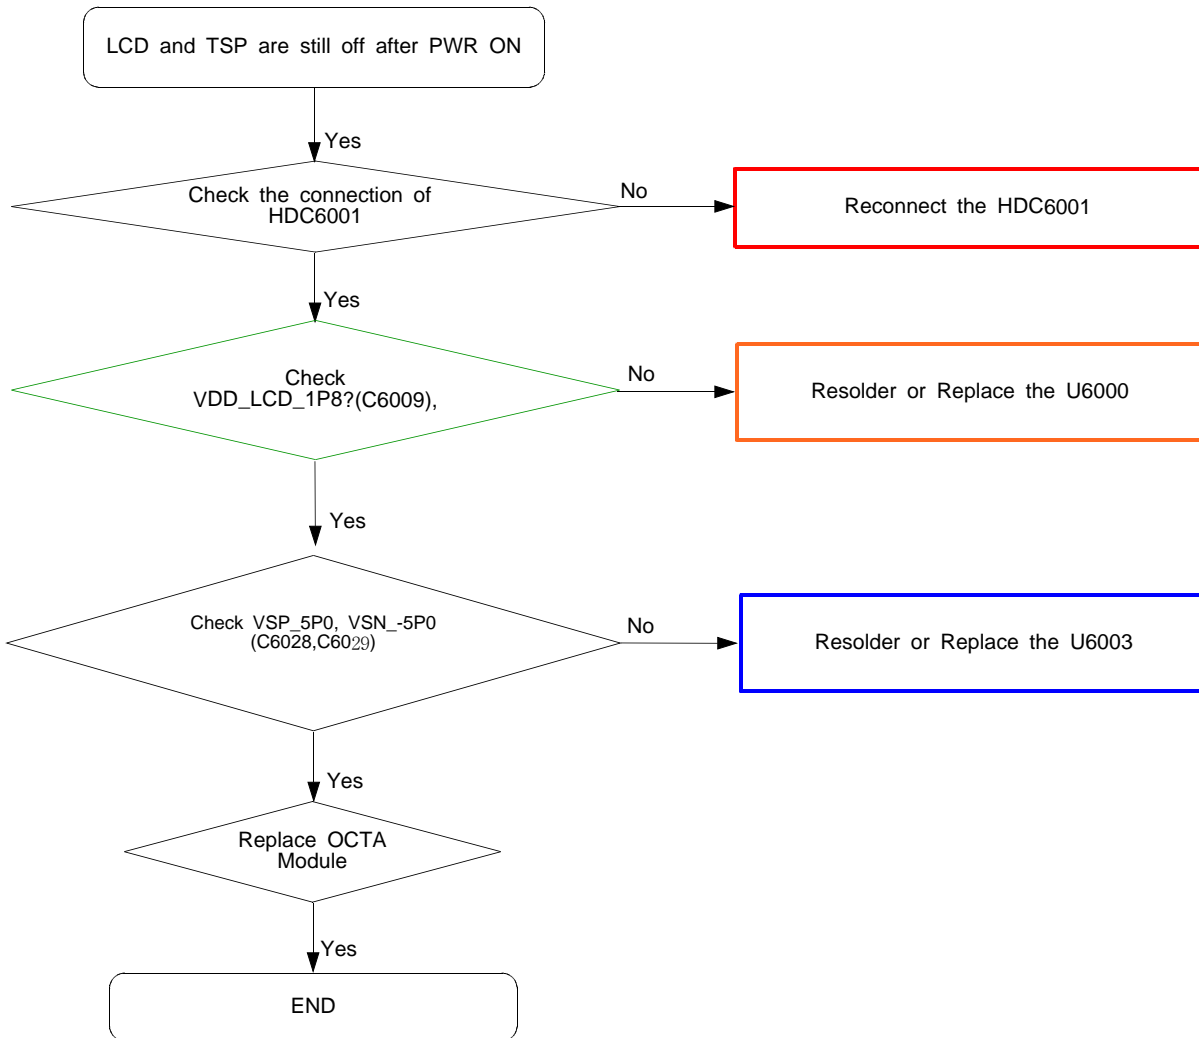 LCD and TSP are still off after PWR ON
Yes
Check the connection of
HDC6001
No
Reconnect the HDC6001
Yes
Check
VDD_LCD_1P8?(C6009),
No
Resolder or Replace the U6000
Yes
Check VSP_5P0, VSN_-5P0
(C6028,C6029)
No
Resolder or Replace the U6003
Yes
Replace OCTA
Module
Yes
END